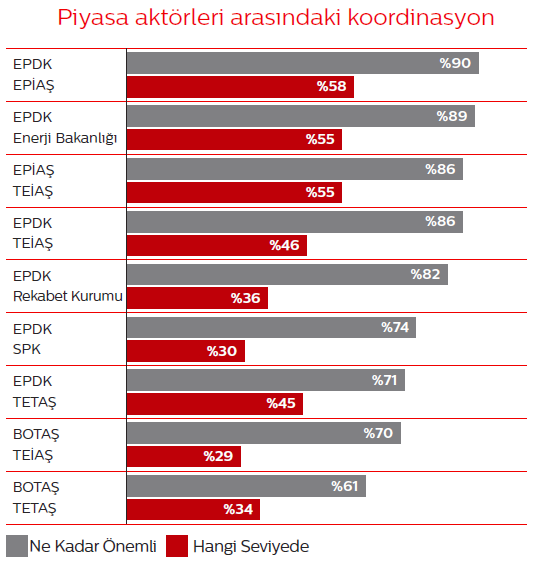 Piyasa aktörleri arasındaki koordinasyon
EPDK
%90
EPİAŞ
%58
EPDK
%89
Enerji Bakanlığı
%55
EPİAŞ
%86
TEİAŞ
%55
EPDK
%86
TEİAŞ
%46
EPDK
%82
Rekabet Kurumu
%36
EPDK
%74
SPK
%30
EPDK
%71
TETAŞ
%45
BOTAŞ
%70
TEİAŞ
%29
BOTAŞ
%61
TETAŞ
%34
Ne Kadar Önemli
Hangi Seviyede